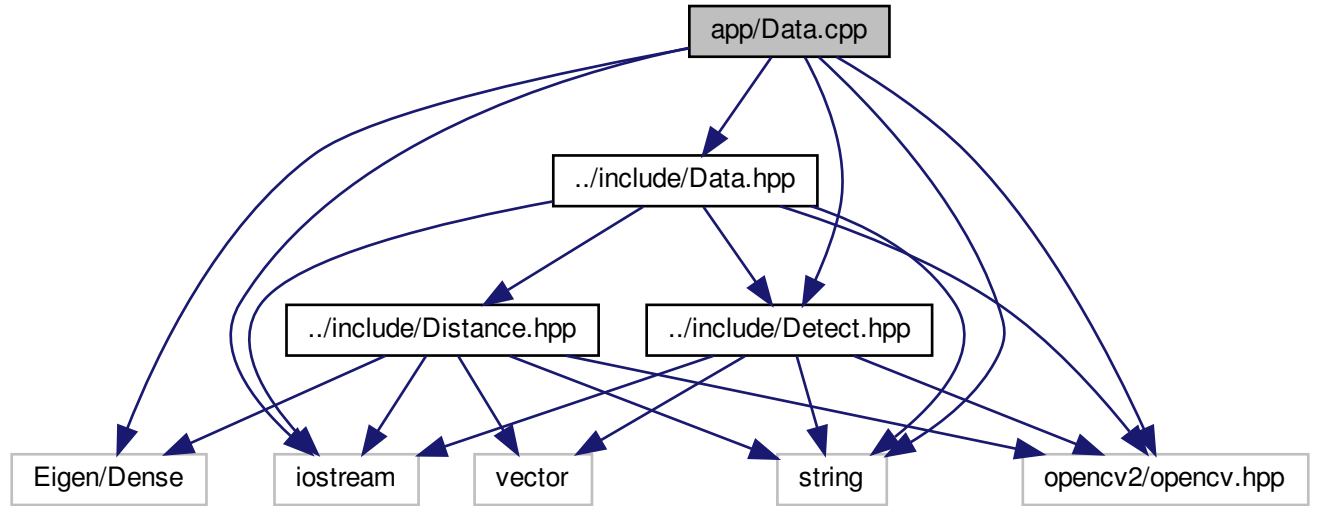 app/Data.cpp
../include/Data.hpp
../include/Distance.hpp
../include/Detect.hpp
Eigen/Dense
iostream
vector
string
opencv2/opencv.hpp